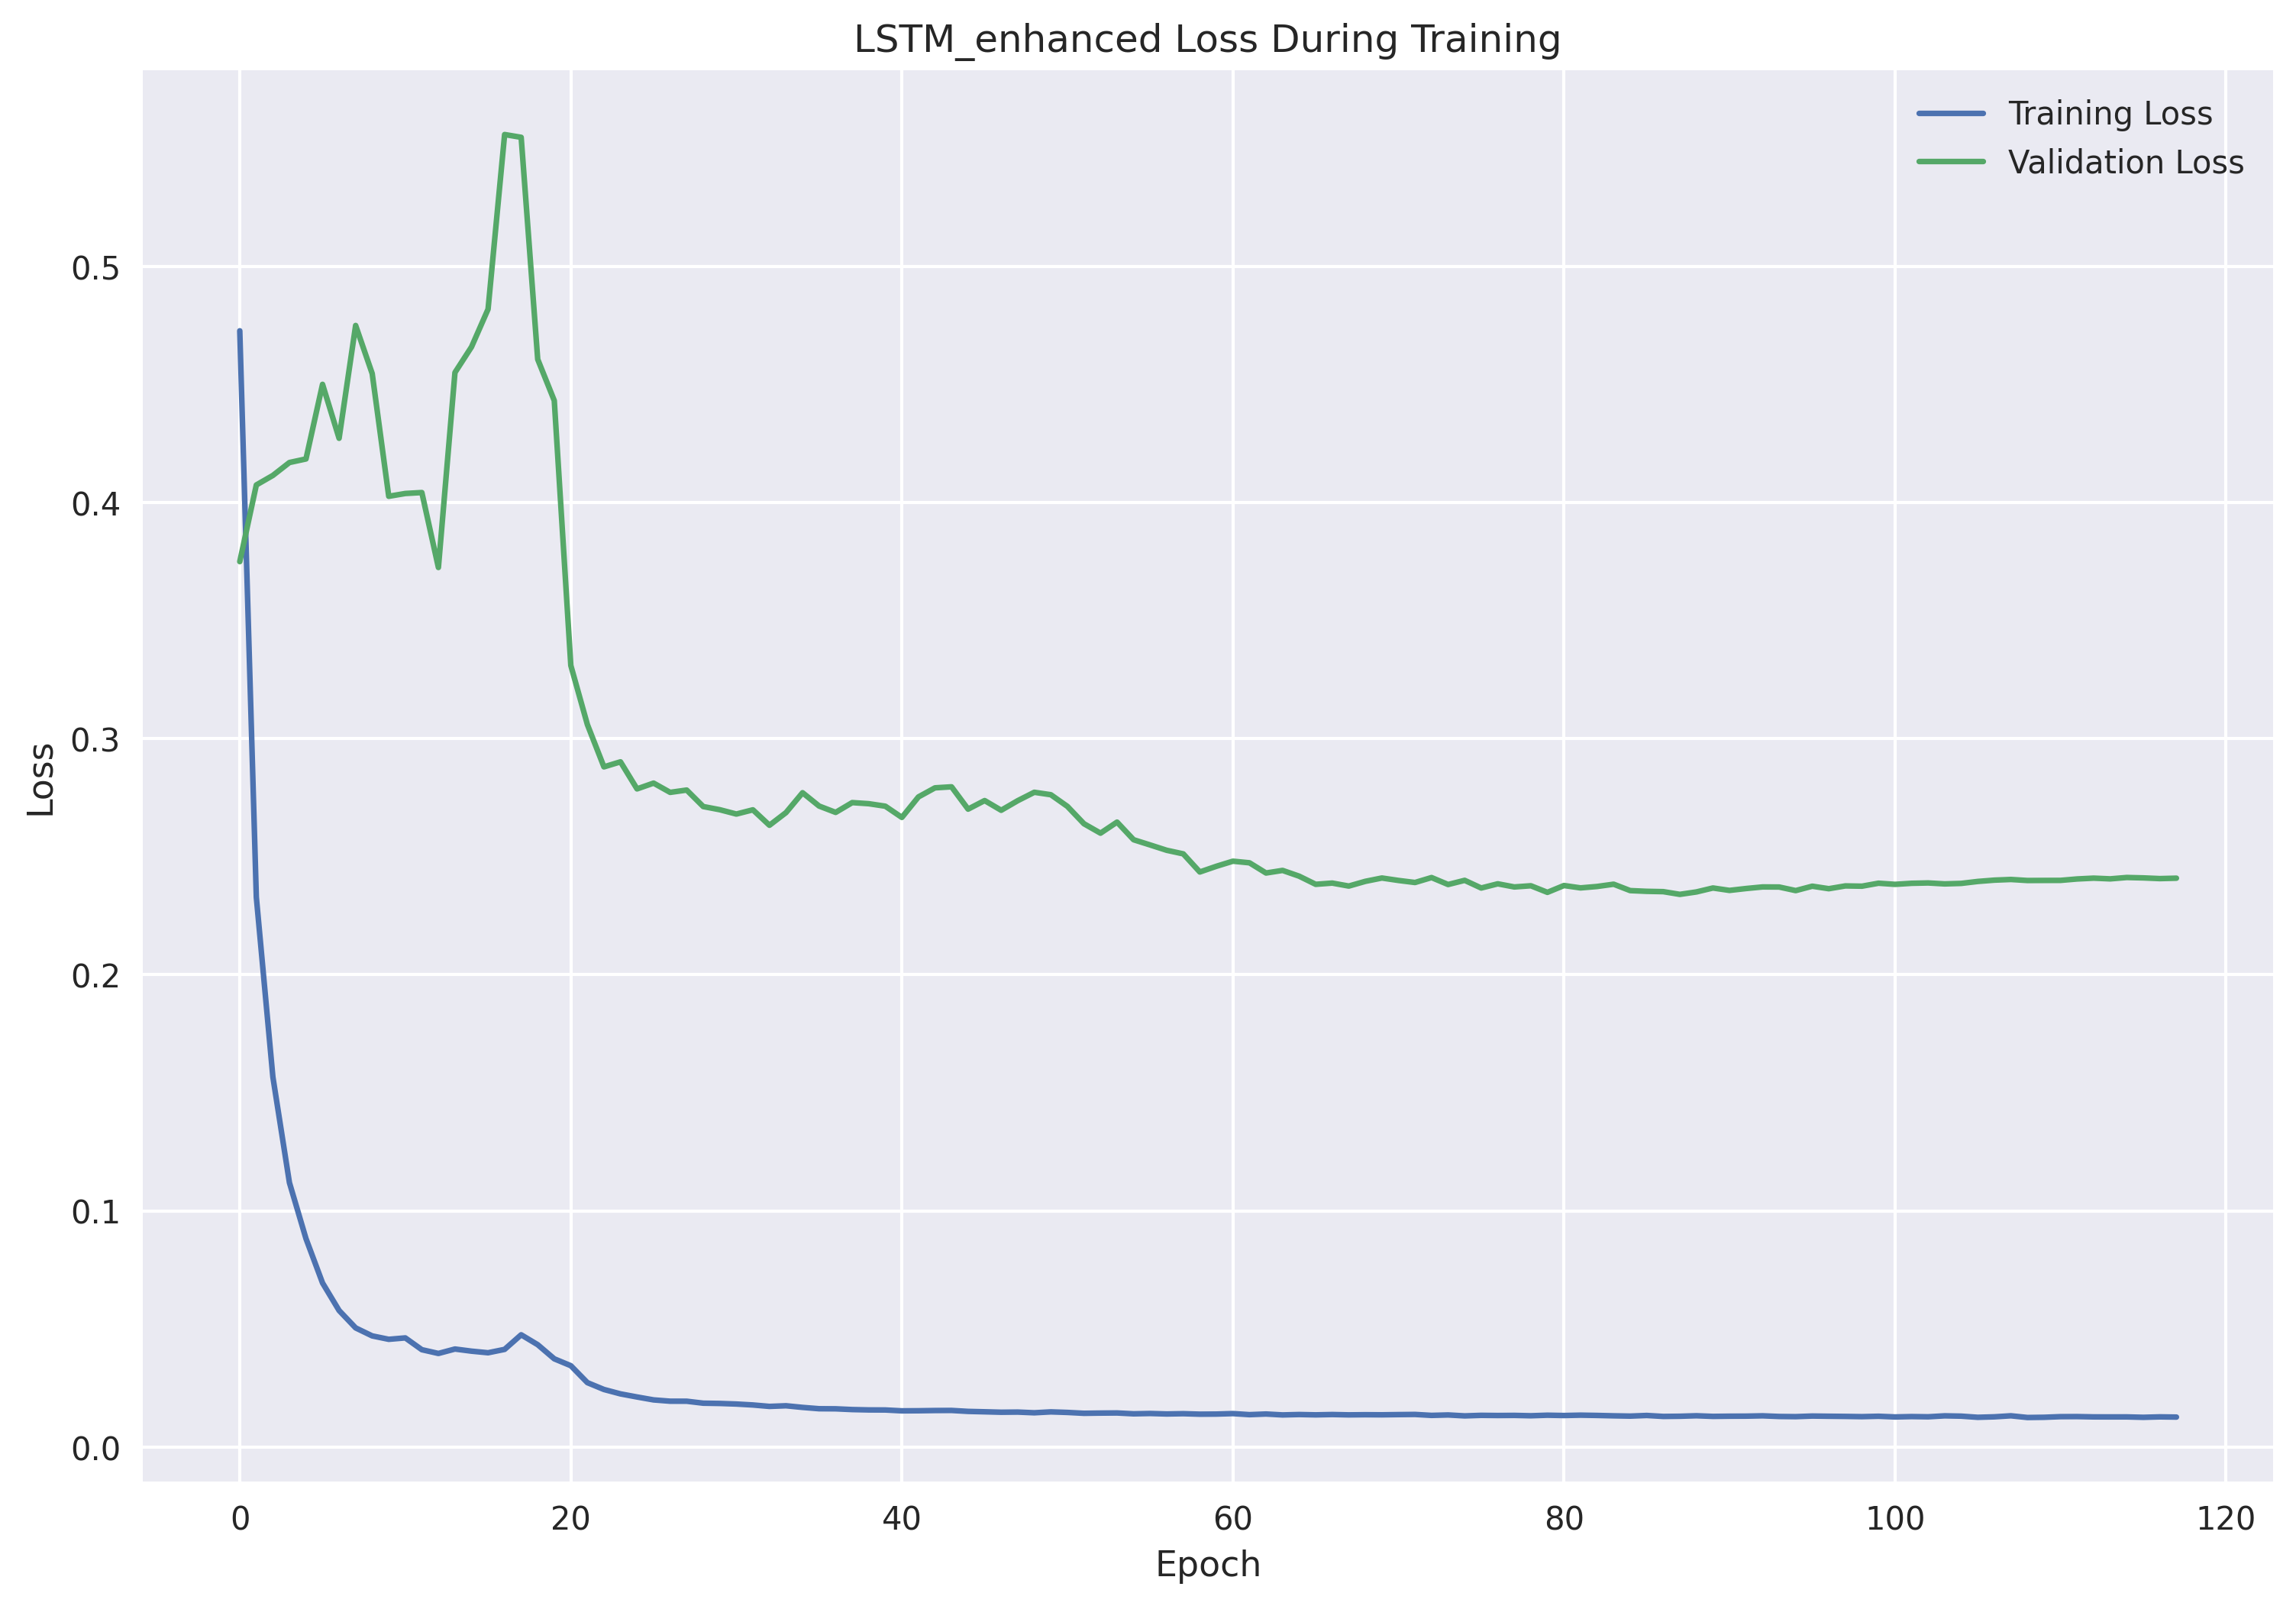 LSTM_enhanced Loss During Training
Training Loss
Validation Loss
Loss
0.5
0.4
0.3
0.2
0.1
0.0
0 20 40 60 80 100 120
Epoch